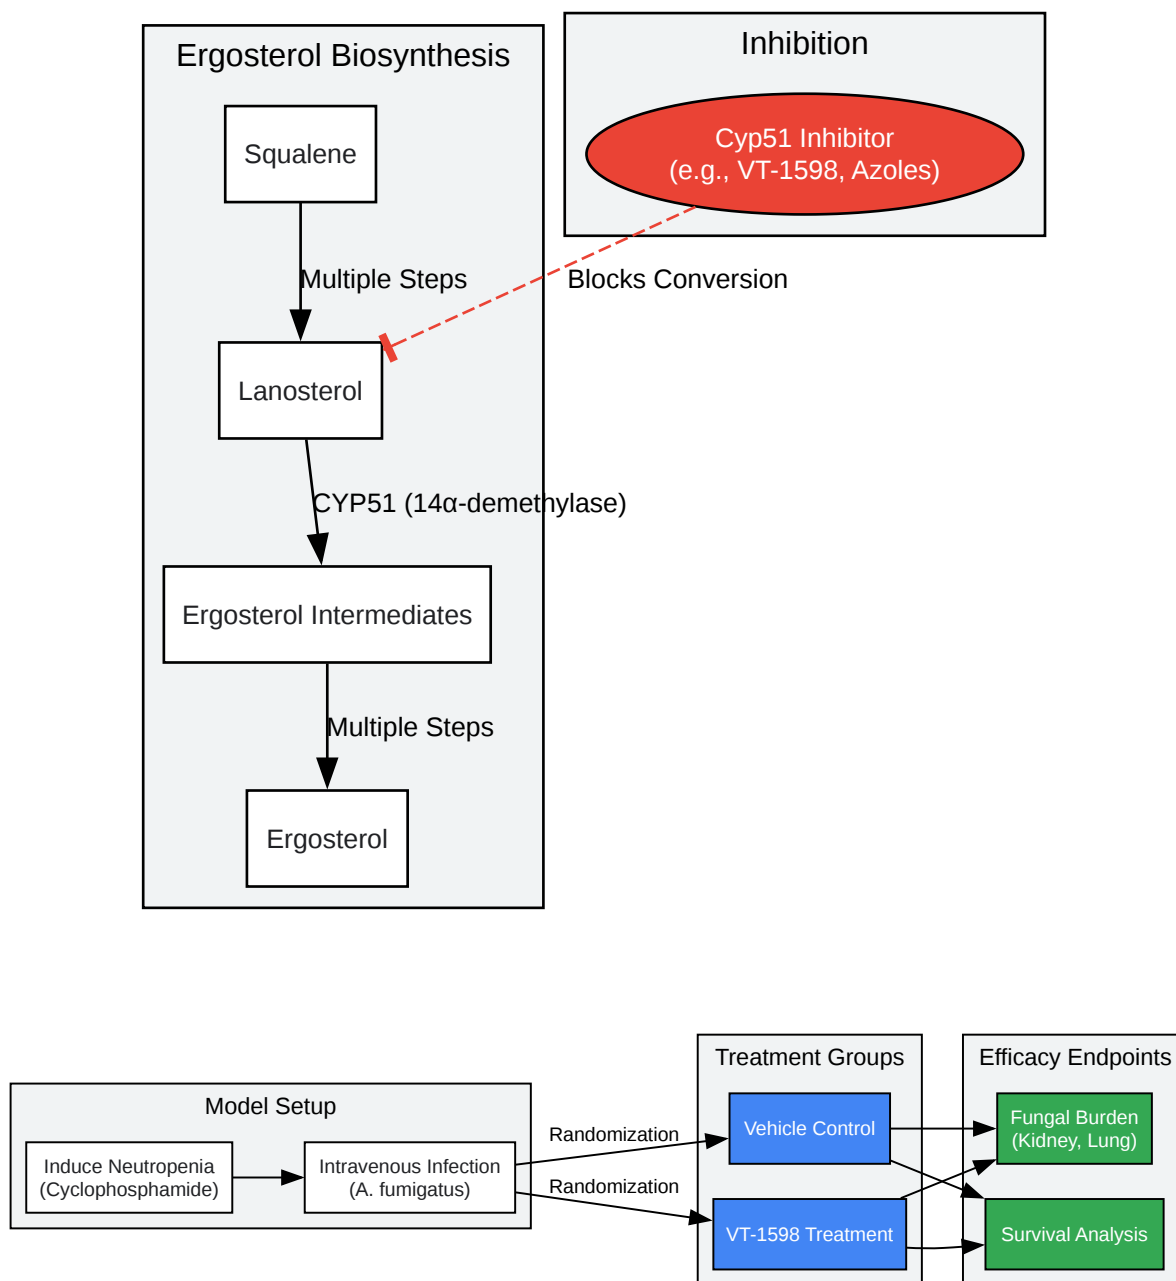 Ergosterol Biosynthesis
Squalene
Multiple Steps
Lanosterol
CYP51 (14α-demethylase)
Ergosterol Intermediates
Multiple Steps
Ergosterol
Inhibition
Cyp51 Inhibitor
(e.g., VT-1598, Azoles)
Blocks Conversion
Model Setup
Induce Neutropenia
(Cyclophosphamide)
Intravenous Infection
(A. fumigatus)
Randomization
Randomization
Treatment Groups
Vehicle Control
VT-1598 Treatment
Efficacy Endpoints
Fungal Burden
(Kidney, Lung)
Survival Analysis